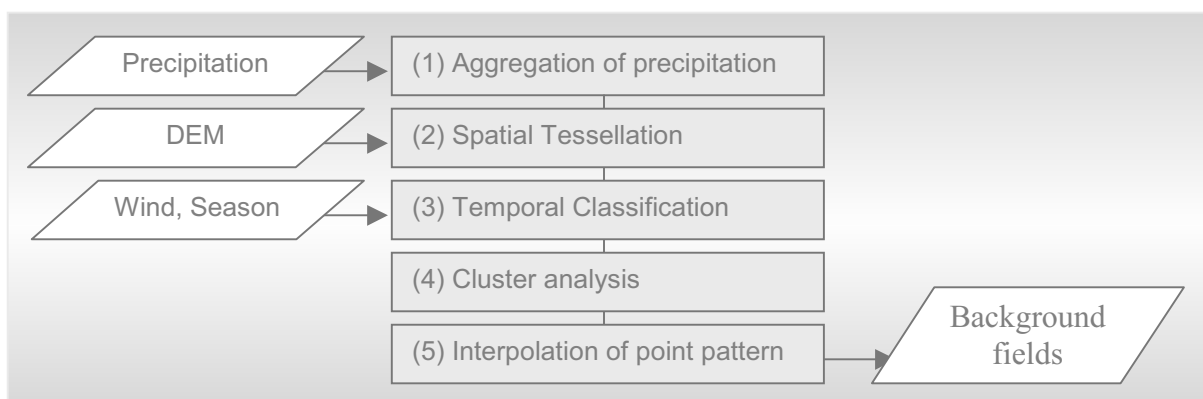 Precipitation
(1) Aggregation of precipitation
DEM
(2) Spatial Tessellation
Wind, Season
(3) Temporal Classification
(4) Cluster analysis
(5) Interpolation of point pattern
Background
fields